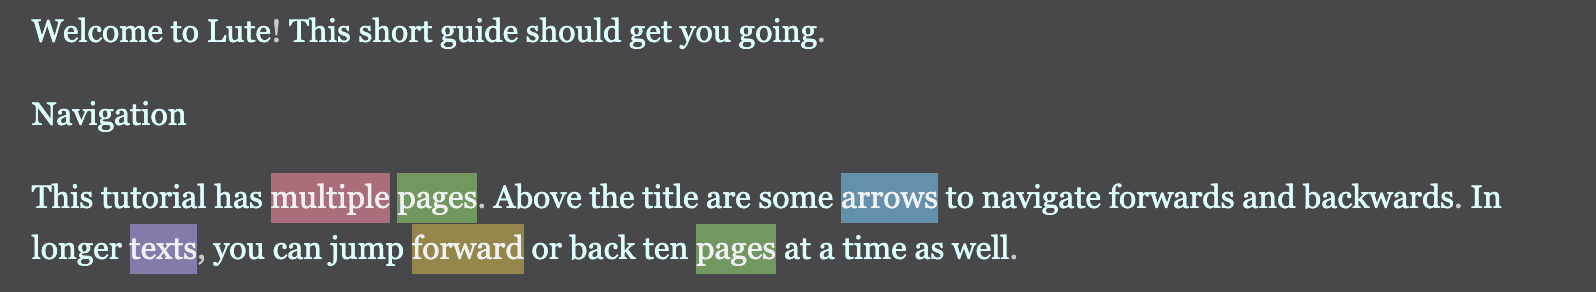 Welcome to Lute! This short guide should get you going.
Navigation
This tutorial has multiple pages. Above the title are some arrows to navigate forwards and backwards. In
longer texts, you can jump forward or back ten pages at a time as well.